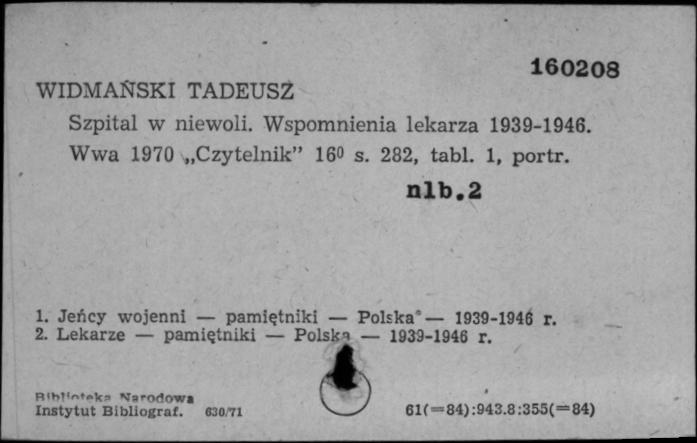 160208
WIDMAŃSKI TADEUSZ
Szpital w niewoli. Wspomnienia lekarza 1939-1946.
Wwa 1970 „Czytelnik” 16⁰ s. 282, tabl. 1, portr.
nlb.2
1. Jeńcy wojenni — pamiętniki — Polska — 1939-1946 r.
2. Lekarze — pamiętniki — Polska — 1939-1946 r.
Biblioteka Narodowa
Instytut Bibliograf. 630/71
61(=84):943.8:355(=84)